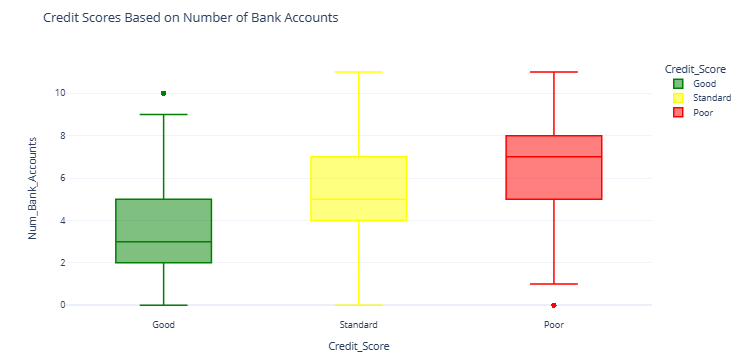 Credit Scores Based on Number of Bank Accounts
Credit_Score
Good
Standard
Poor
Num_Bank_Accounts
10
8
6
4
2
0
Good
Standard
Poor
Credit_Score